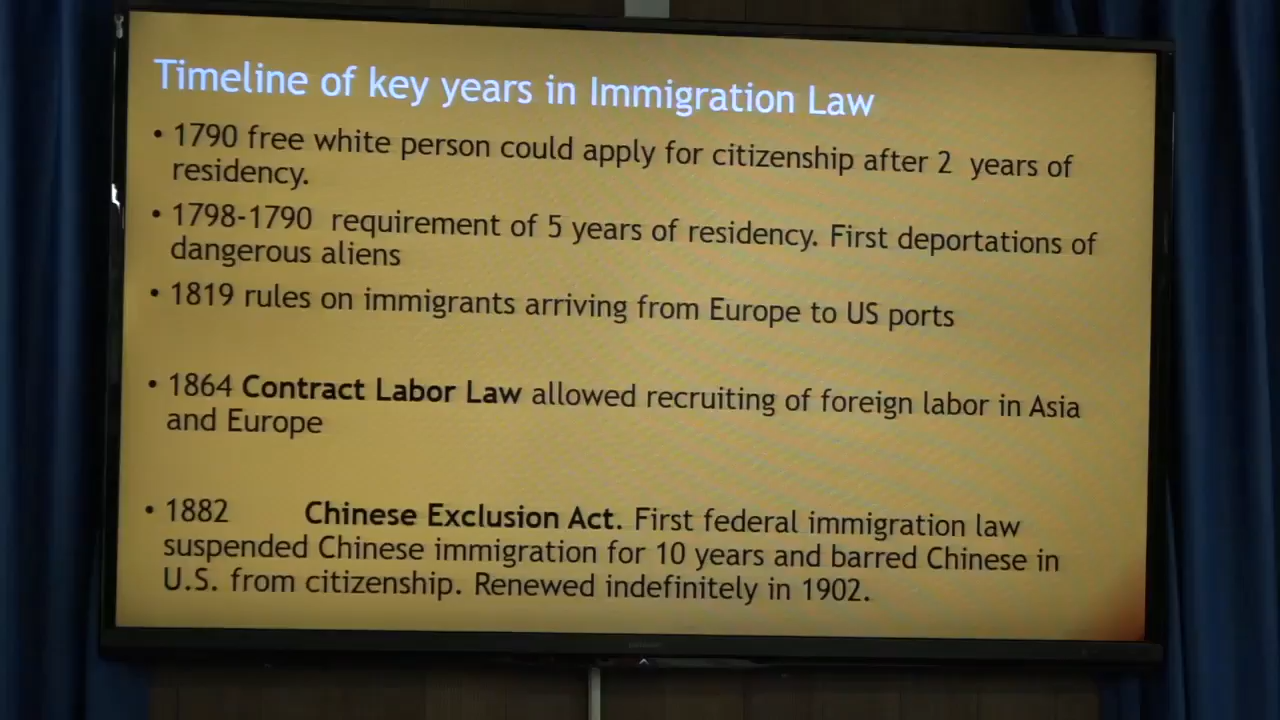 Timeline of key years in Immigration Law
• 1790 free white person could apply for citizenship after 2 years of
residency.
• 1798-1790 requirement of 5 years of residency. First deportations of
dangerous aliens
• 1819 rules on immigrants arriving from Europe to US ports
• 1864 Contract Labor Law allowed recruiting of foreign labor in Asia
and Europe
• 1882 Chinese Exclusion Act. First federal immigration law
suspended Chinese immigration for 10 years and barred Chinese in
U.S. from citizenship. Renewed indefinitely in 1902.